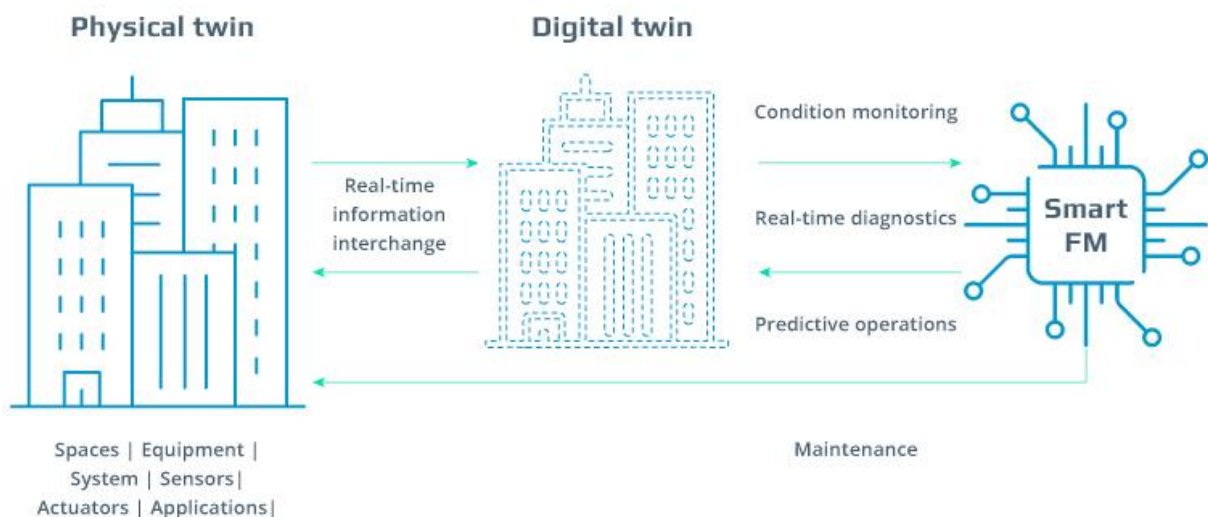 Physical twin
Digital twin
Real-time
information
interchange
Condition monitoring
Real-time diagnostics
Predictive operations
Smart
FM
Spaces | Equipment |
System | Sensors|
Actuators | Applications|
Maintenance